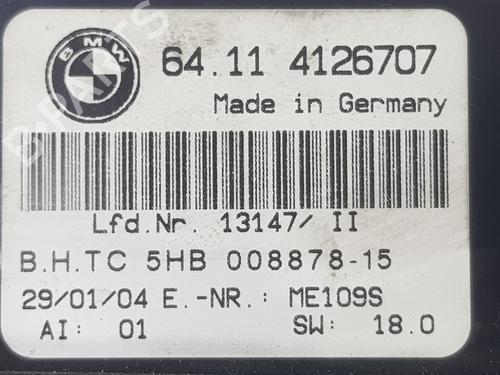 BMW
64.11 4126707
Made in Germany
Lfd.Nr. 13147/ II
B.H.TC 5HB 008878-15
29/01/04 E.-NR.: ME109S
AI: 01 SW: 18.0
B-PARTS